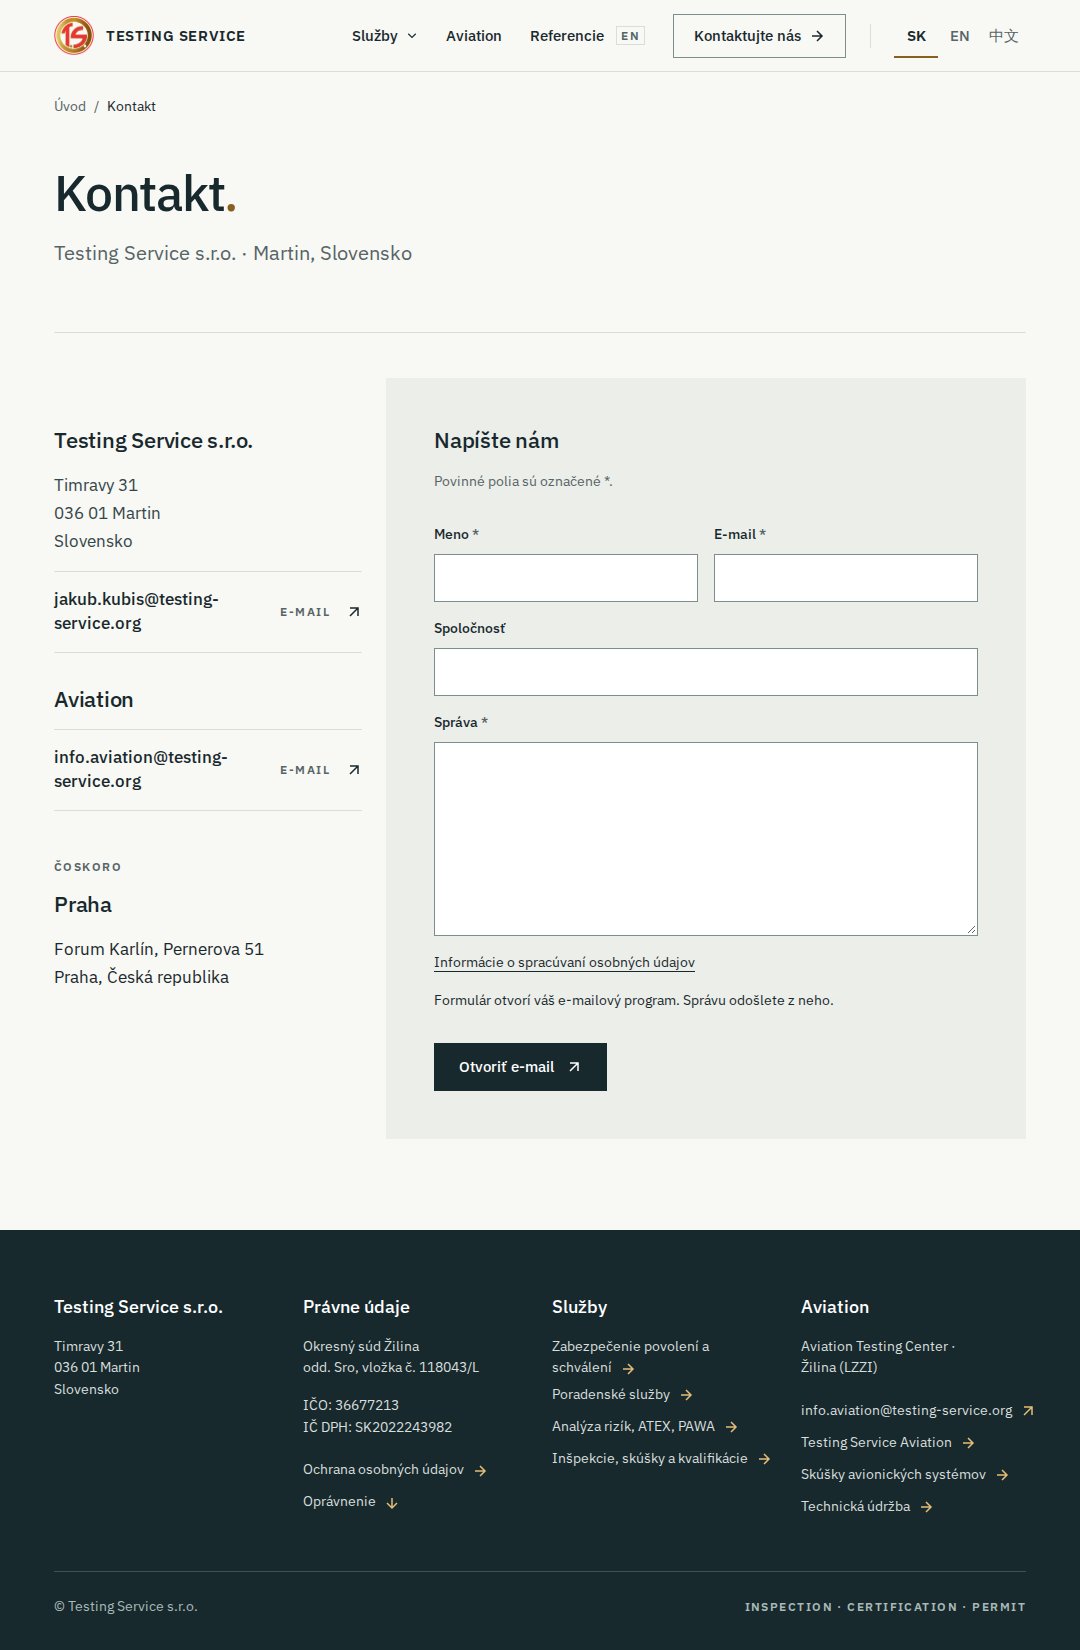 TS
TESTING SERVICE
Služby
Aviation
Referencie EN
Kontaktujte nás
SK
EN
中文
Úvod / Kontakt
Kontakt.
Testing Service s.r.o. · Martin, Slovensko
Testing Service s.r.o.
Timravy 31
036 01 Martin
Slovensko
jakub.kubis@testing-
service.org
E-MAIL
Aviation
info.aviation@testing-
service.org
E-MAIL
ČOSKORO
Praha
Forum Karlín, Pernerova 51
Praha, Česká republika
Napíšte nám
Povinné polia sú označené *.
Meno *
E-mail *
Spoločnosť
Správa *
Informácie o spracúvaní osobných údajov
Formulár otvorí váš e-mailový program. Správu odošlete z neho.
Otvoriť e-mail
Testing Service s.r.o.
Timravy 31
036 01 Martin
Slovensko
Právne údaje
Okresný súd Žilina
odd. Sro, vložka č. 118043/L
IČO: 36677213
IČ DPH: SK2022243982
Ochrana osobných údajov
Oprávnenie
Služby
Zabezpečenie povolení a
schválení
Poradenské služby
Analýza rizík, ATEX, PAWA
Inšpekcie, skúšky a kvalifikácie
Aviation
Aviation Testing Center ·
Žilina (LZZI)
info.aviation@testing-service.org
Testing Service Aviation
Skúšky avionických systémov
Technická údržba
© Testing Service s.r.o.
INSPECTION · CERTIFICATION · PERMIT